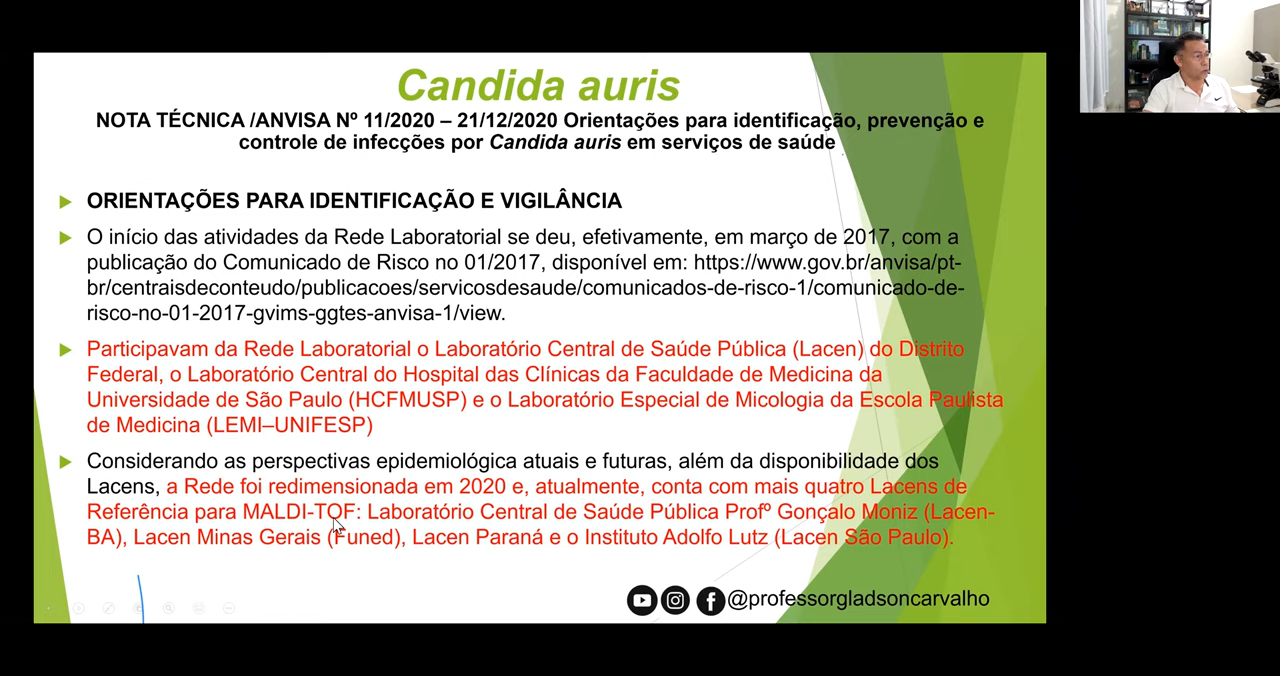 Candida auris
NOTA TÉCNICA /ANVISA Nº 11/2020 – 21/12/2020 Orientações para identificação, prevenção e
controle de infecções por Candida auris em serviços de saúde
ORIENTAÇÕES PARA IDENTIFICAÇÃO E VIGILÂNCIA
O início das atividades da Rede Laboratorial se deu, efetivamente, em março de 2017, com a
publicação do Comunicado de Risco no 01/2017, disponível em: https://www.gov.br/anvisa/pt-
br/centraisdeconteudo/publicacoes/servicosdesaude/comunicados-de-risco-1/comunicado-de-
risco-no-01-2017-gvims-ggtes-anvisa-1/view.
Participavam da Rede Laboratorial o Laboratório Central de Saúde Pública (Lacen) do Distrito
Federal, o Laboratório Central do Hospital das Clínicas da Faculdade de Medicina da
Universidade de São Paulo (HCFMUSP) e o Laboratório Especial de Micologia da Escola Paulista
de Medicina (LEMI–UNIFESP)
Considerando as perspectivas epidemiológica atuais e futuras, além da disponibilidade dos
Lacens, a Rede foi redimensionada em 2020 e, atualmente, conta com mais quatro Lacens de
Referência para MALDI-TOF: Laboratório Central de Saúde Pública Profº Gonçalo Moniz (Lacen-
BA), Lacen Minas Gerais (Funed), Lacen Paraná e o Instituto Adolfo Lutz (Lacen São Paulo).
@professorgladsoncarvalho